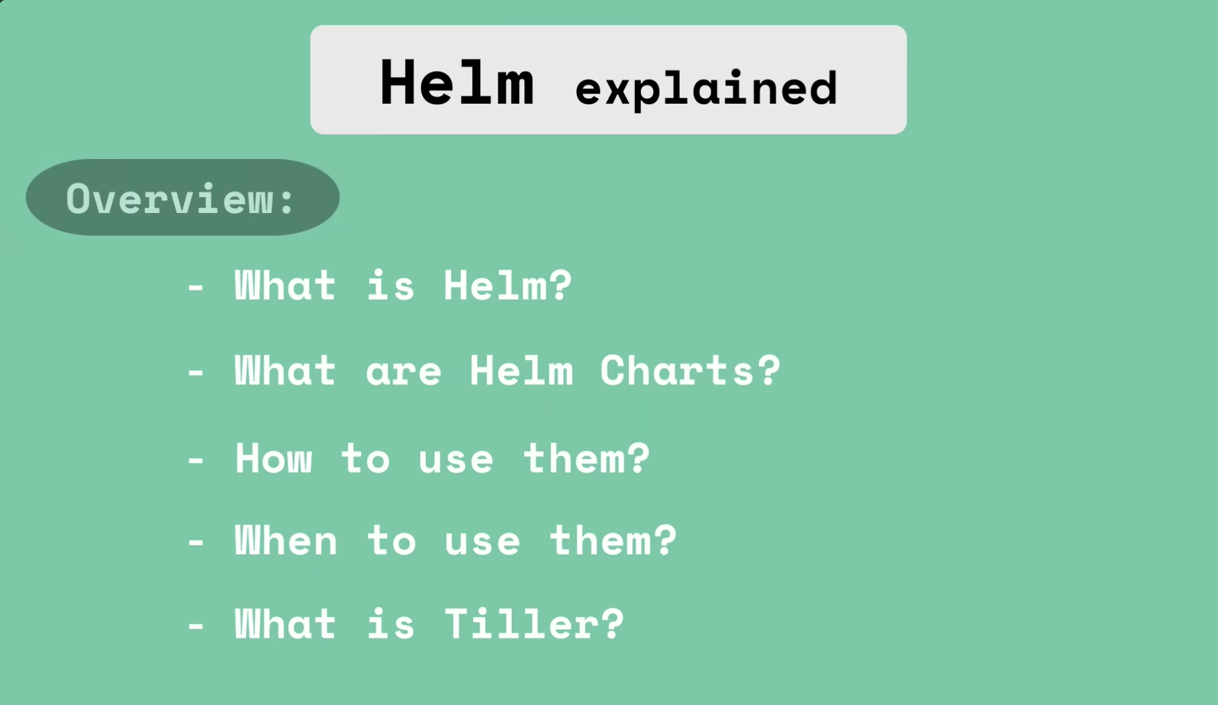 Helm explained
Overview:
- What is Helm?
- What are Helm Charts?
- How to use them?
- When to use them?
- What is Tiller?